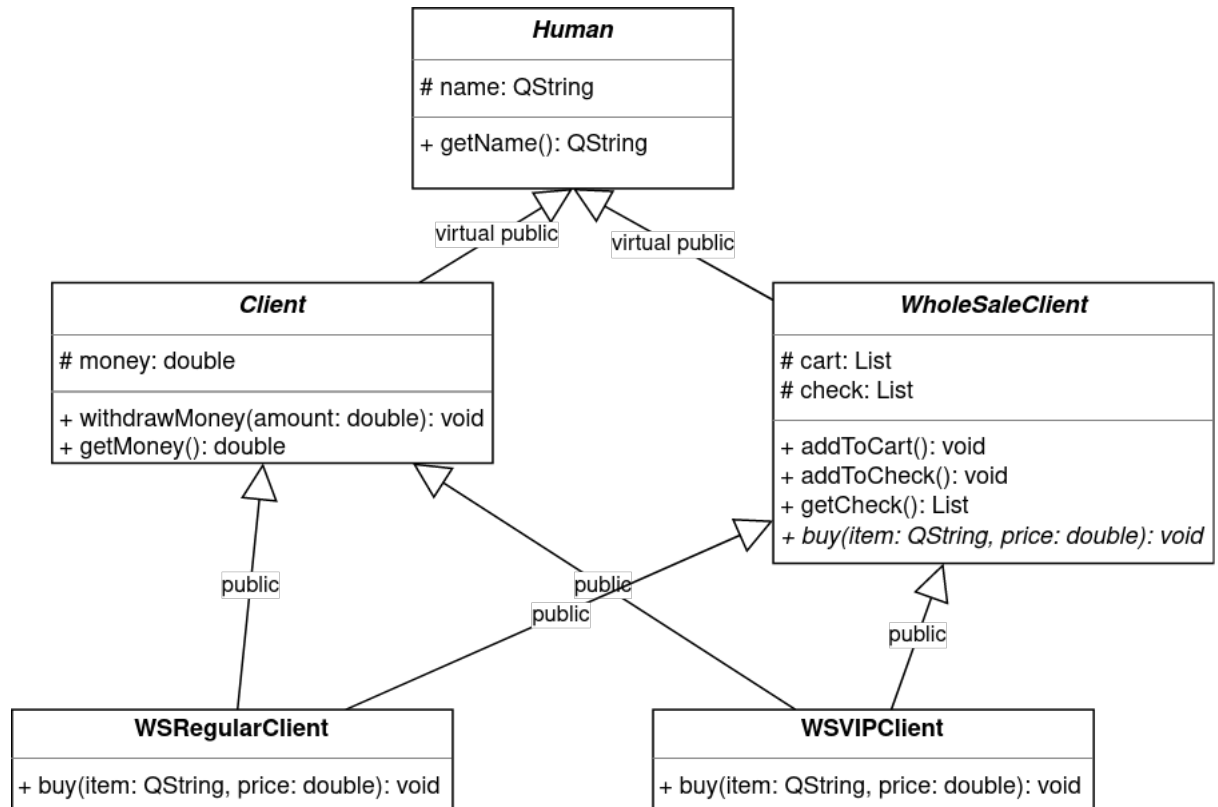 Human
# name: QString
+ getName(): QString
virtual public
virtual public
Client
# money: double
+ withdrawMoney(amount: double): void
+ getMoney(): double
WholeSaleClient
# cart: List
# check: List
+ addToCart(): void
+ addToCheck(): void
+ getCheck(): List
+ buy(item: QString, price: double): void
public
public
public
public
WSRegularClient
+ buy(item: QString, price: double): void
WSVIPClient
+ buy(item: QString, price: double): void